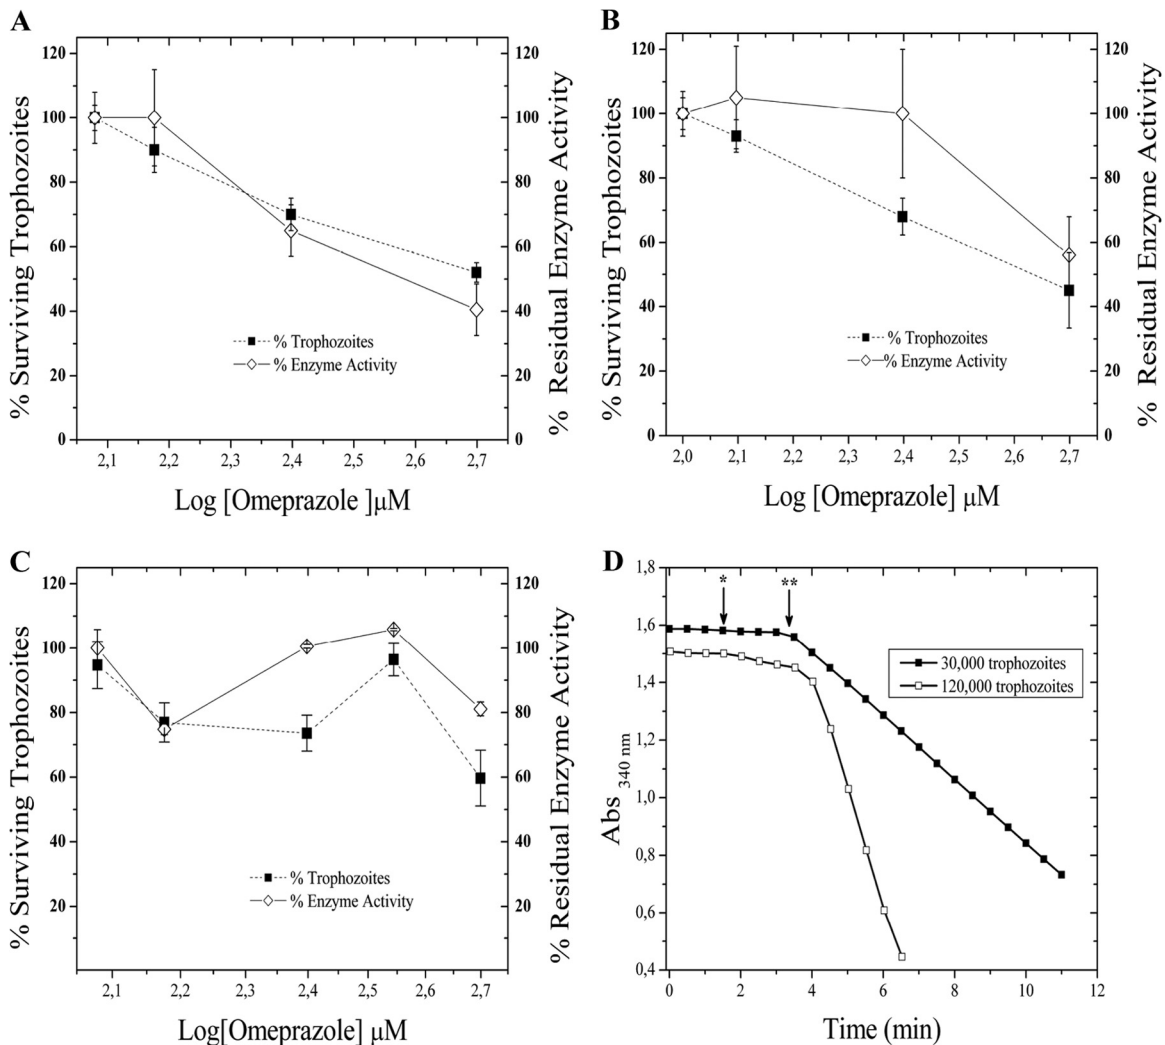 A
% Surviving Trophozoites
120
100
80
60
40
20
0
% Residual Enzyme Activity
120
100
80
60
40
20
0
% Trophozoites
% Enzyme Activity
2,1 2,2 2,3 2,4 2,5 2,6 2,7
Log [Omeprazole ]μM
B
% Surviving Trophozoites
120
100
80
60
40
20
0
% Residual Enzyme Activity
120
100
80
60
40
20
0
% Trophozoites
% Enzyme Activity
2,0 2,1 2,2 2,3 2,4 2,5 2,6 2,7
Log [Omeprazole] μM
C
% Surviving Trophozoites
120
100
80
60
40
20
% Residual Enzyme Activity
120
100
80
60
40
20
% Trophozoites
% Enzyme Activity
2,1 2,2 2,3 2,4 2,5 2,6 2,7
Log[Omeprazole] μM
D
Abs 340 nm
1,8
1,6
1,4
1,2
1,0
0,8
0,6
0,4
* **
30,000 trophozoites
120,000 trophozoites
0 2 4 6 8 10 12
Time (min)